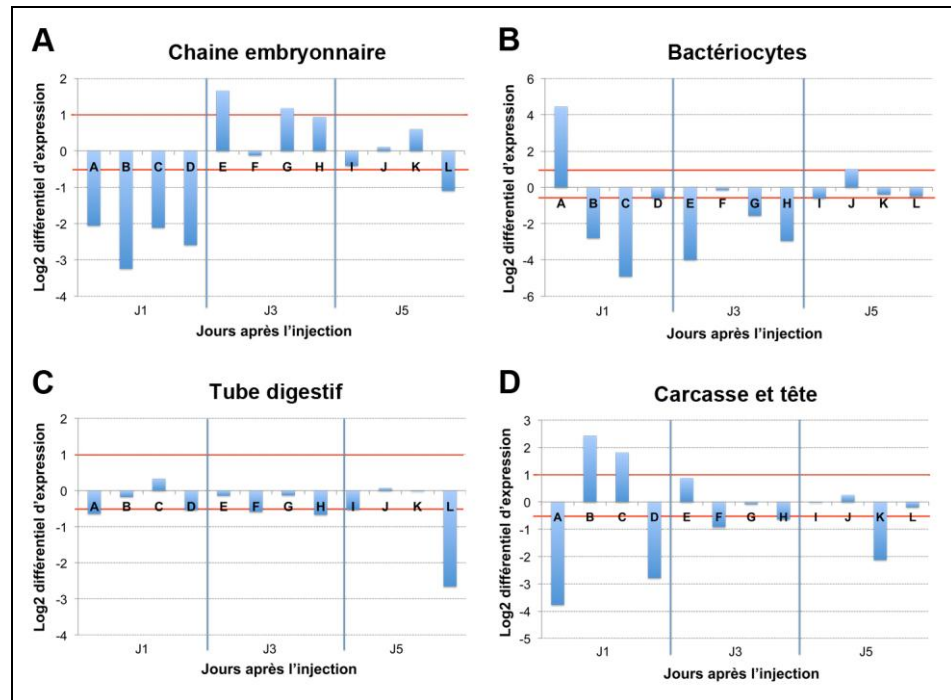 A
Chaine embryonnaire
Log2 différentiel d'expression
2
1
0
-1
-2
-3
-4
A B C D E F G H I J K L
J1 J3 J5
Jours après l'injection
B
Bactériocytes
Log2 différentiel d'expression
6
4
2
0
-2
-4
-6
A B C D E F G H I J K L
J1 J3 J5
Jours après l'injection
C
Tube digestif
Log2 différentiel d'expression
2
1
0
-1
-2
-3
-4
A B C D E F G H I J K L
J1 J3 J5
Jours après l'injection
D
Carcasse et tête
Log2 différentiel d'expression
3
2
1
0
-1
-2
-3
-4
-5
A B C D E F G H I J K L
J1 J3 J5
Jours après l'injection